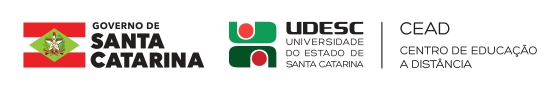 GOVERNO DE
SANTA
CATARINA
UDESC
UNIVERSIDADE
DO ESTADO DE
SANTA CATARINA
CEAD
CENTRO DE EDUCAÇÃO
A DISTÂNCIA